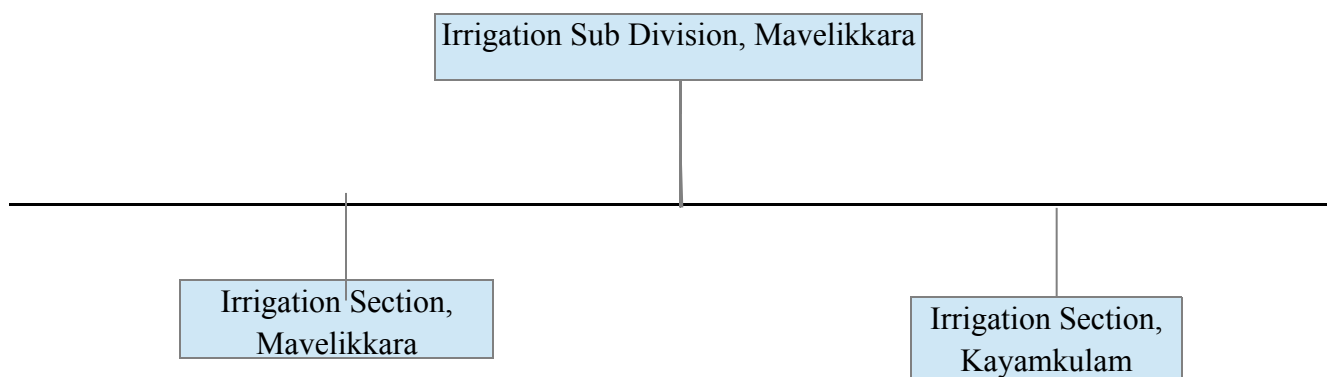 Irrigation Sub Division, Mavelikkara
Irrigation Section,
Mavelikkara
Irrigation Section,
Kayamkulam